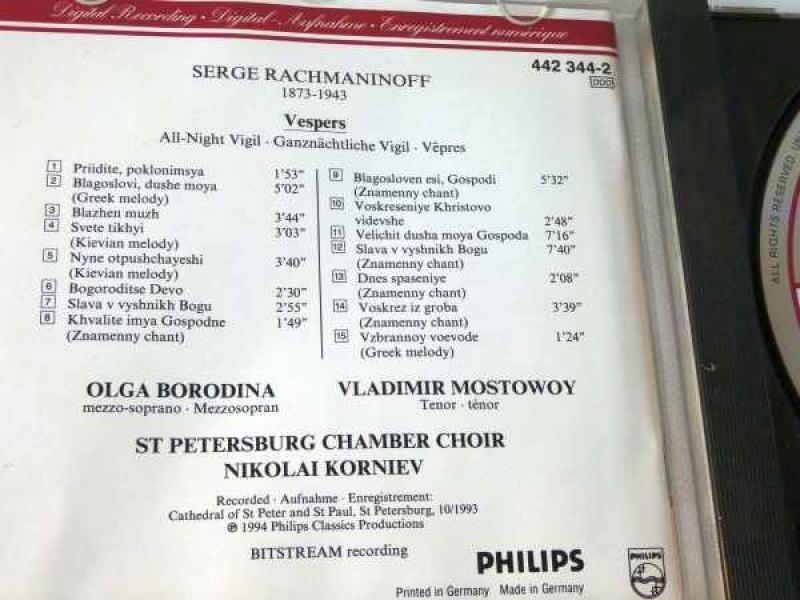 Digital Recording · Digital-Aufnahme · Enregistrement numérique
442 344-2
DDD
SERGE RACHMANINOFF
1873-1943
Vespers
All-Night Vigil · Ganznächtliche Vigil · Vêpres
1 Priidite, poklonimsya 1'53"
2 Blagoslovi, dushe moya 5'02"
(Greek melody)
3 Blazhen muzh 3'44"
4 Svete tikhyi 3'03"
(Kievian melody)
5 Nyne otpushchayeshi 3'40"
(Kievian melody)
6 Bogoroditse Devo 2'30"
7 Slava v vyshnikh Bogu 2'55"
8 Khvalite imya Gospodne 1'49"
(Znamenny chant)
9 Blagosloven esi, Gospodi 5'32"
(Znamenny chant)
10 Voskreseniye Khristovo
videvshe 2'48"
11 Velichit dusha moya Gospoda 7'16"
12 Slava v vyshnikh Bogu 7'40"
(Znamenny chant)
13 Dnes spaseniye 2'08"
(Znamenny chant)
14 Voskrez iz groba 3'39"
(Znamenny chant)
15 Vzbrannoy voevode 1'24"
(Greek melody)
OLGA BORODINA
mezzo-soprano · Mezzosopran
VLADIMIR MOSTOWOY
Tenor · ténor
ST PETERSBURG CHAMBER CHOIR
NIKOLAI KORNIEV
Recorded · Aufnahme · Enregistrement:
Cathedral of St Peter and St Paul, St Petersburg, 10/1993
℗ 1994 Philips Classics Productions
BITSTREAM recording
PHILIPS
PHILIPS
Printed in Germany Made in Germany
ALL RIGHTS RESERVED.